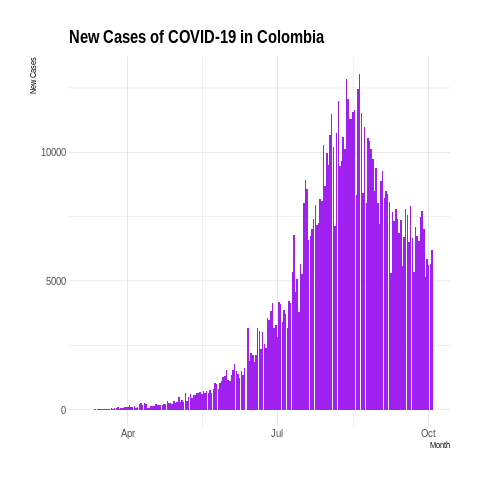 New Cases of COVID-19 in Colombia
New Cases
10000
5000
0
Apr
Jul
Oct
Month